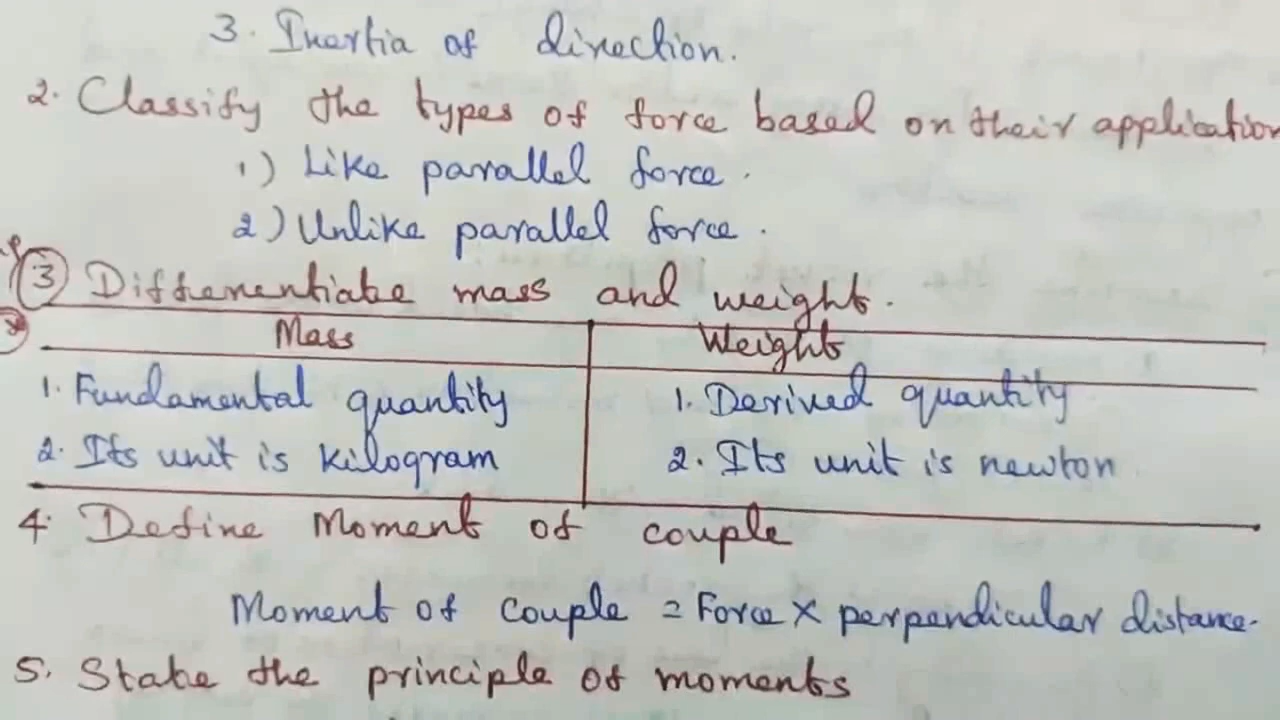 3. Inertia of direction.
2. Classify the types of force based on their application
1) Like parallel force.
2) Unlike parallel force.
3 Differentiate mass and weight.
Mass Weight
1. Fundamental quantity 1. Derived quantity
2. Its unit is kilogram 2. Its unit is newton
4. Define Moment of couple
Moment of couple = Force × perpendicular distance.
5. State the principle of moments